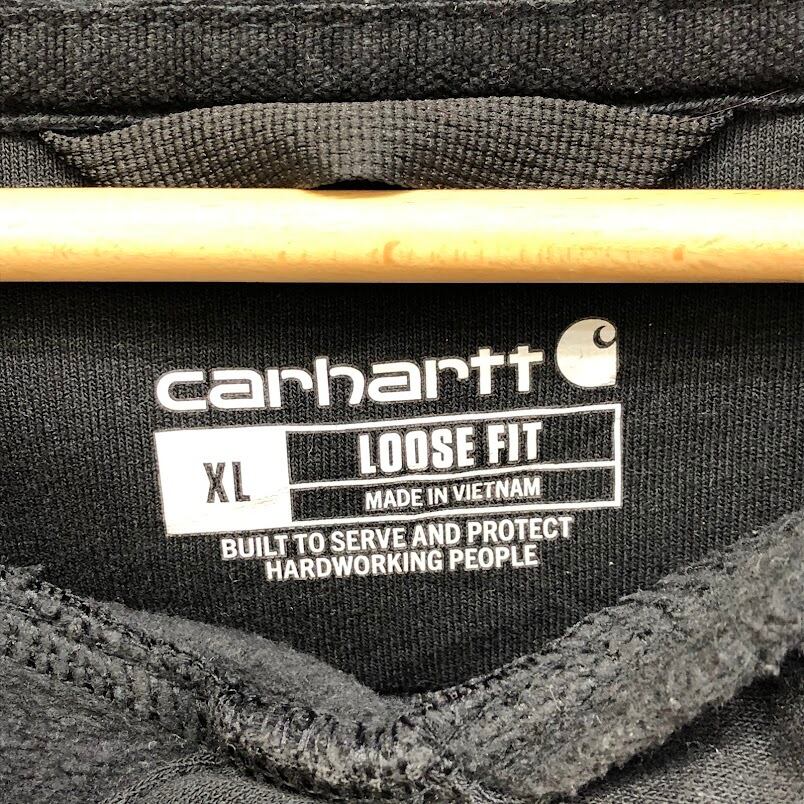 carhartt
XL
LOOSE FIT
MADE IN VIETNAM
BUILT TO SERVE AND PROTECT
HARDWORKING PEOPLE